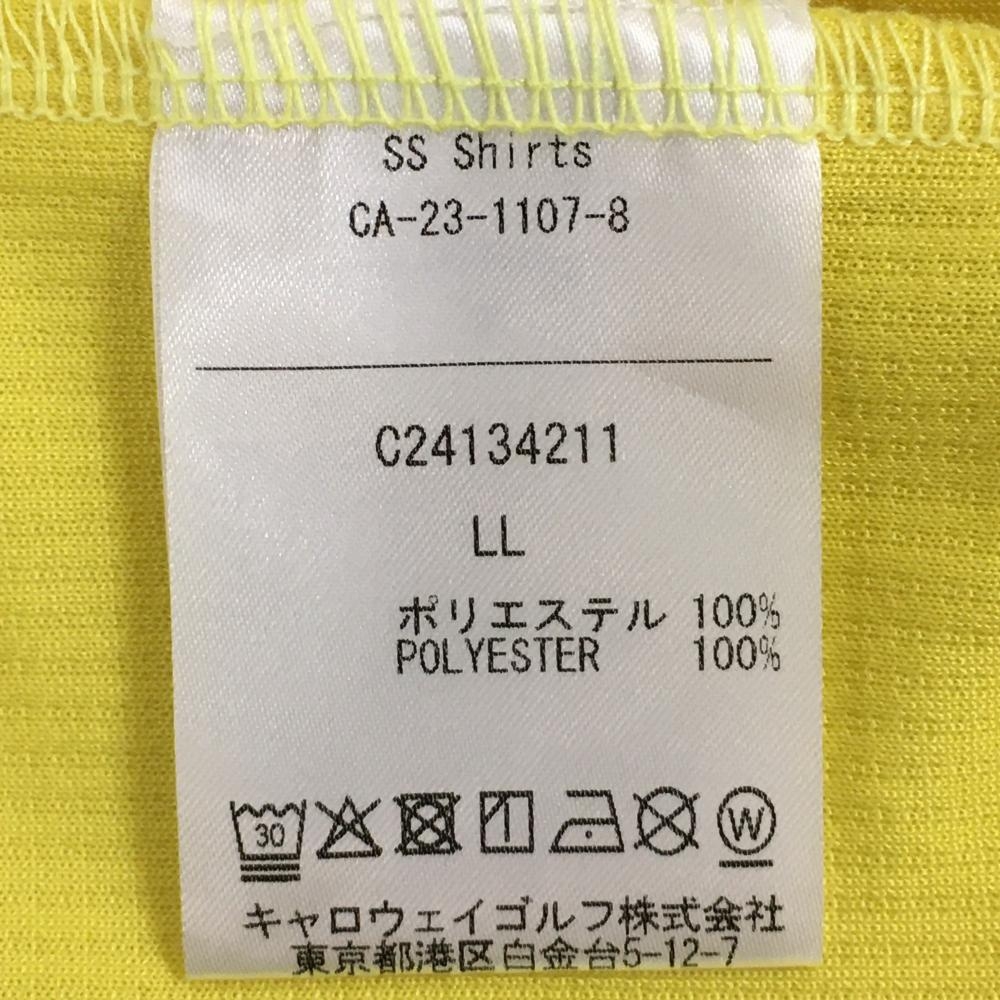 SS Shirts
CA-23-1107-8
C24134211
LL
ポリエステル 100%
POLYESTER 100%
30
W
キャロウェイゴルフ株式会社
東京都港区白金台5-12-7